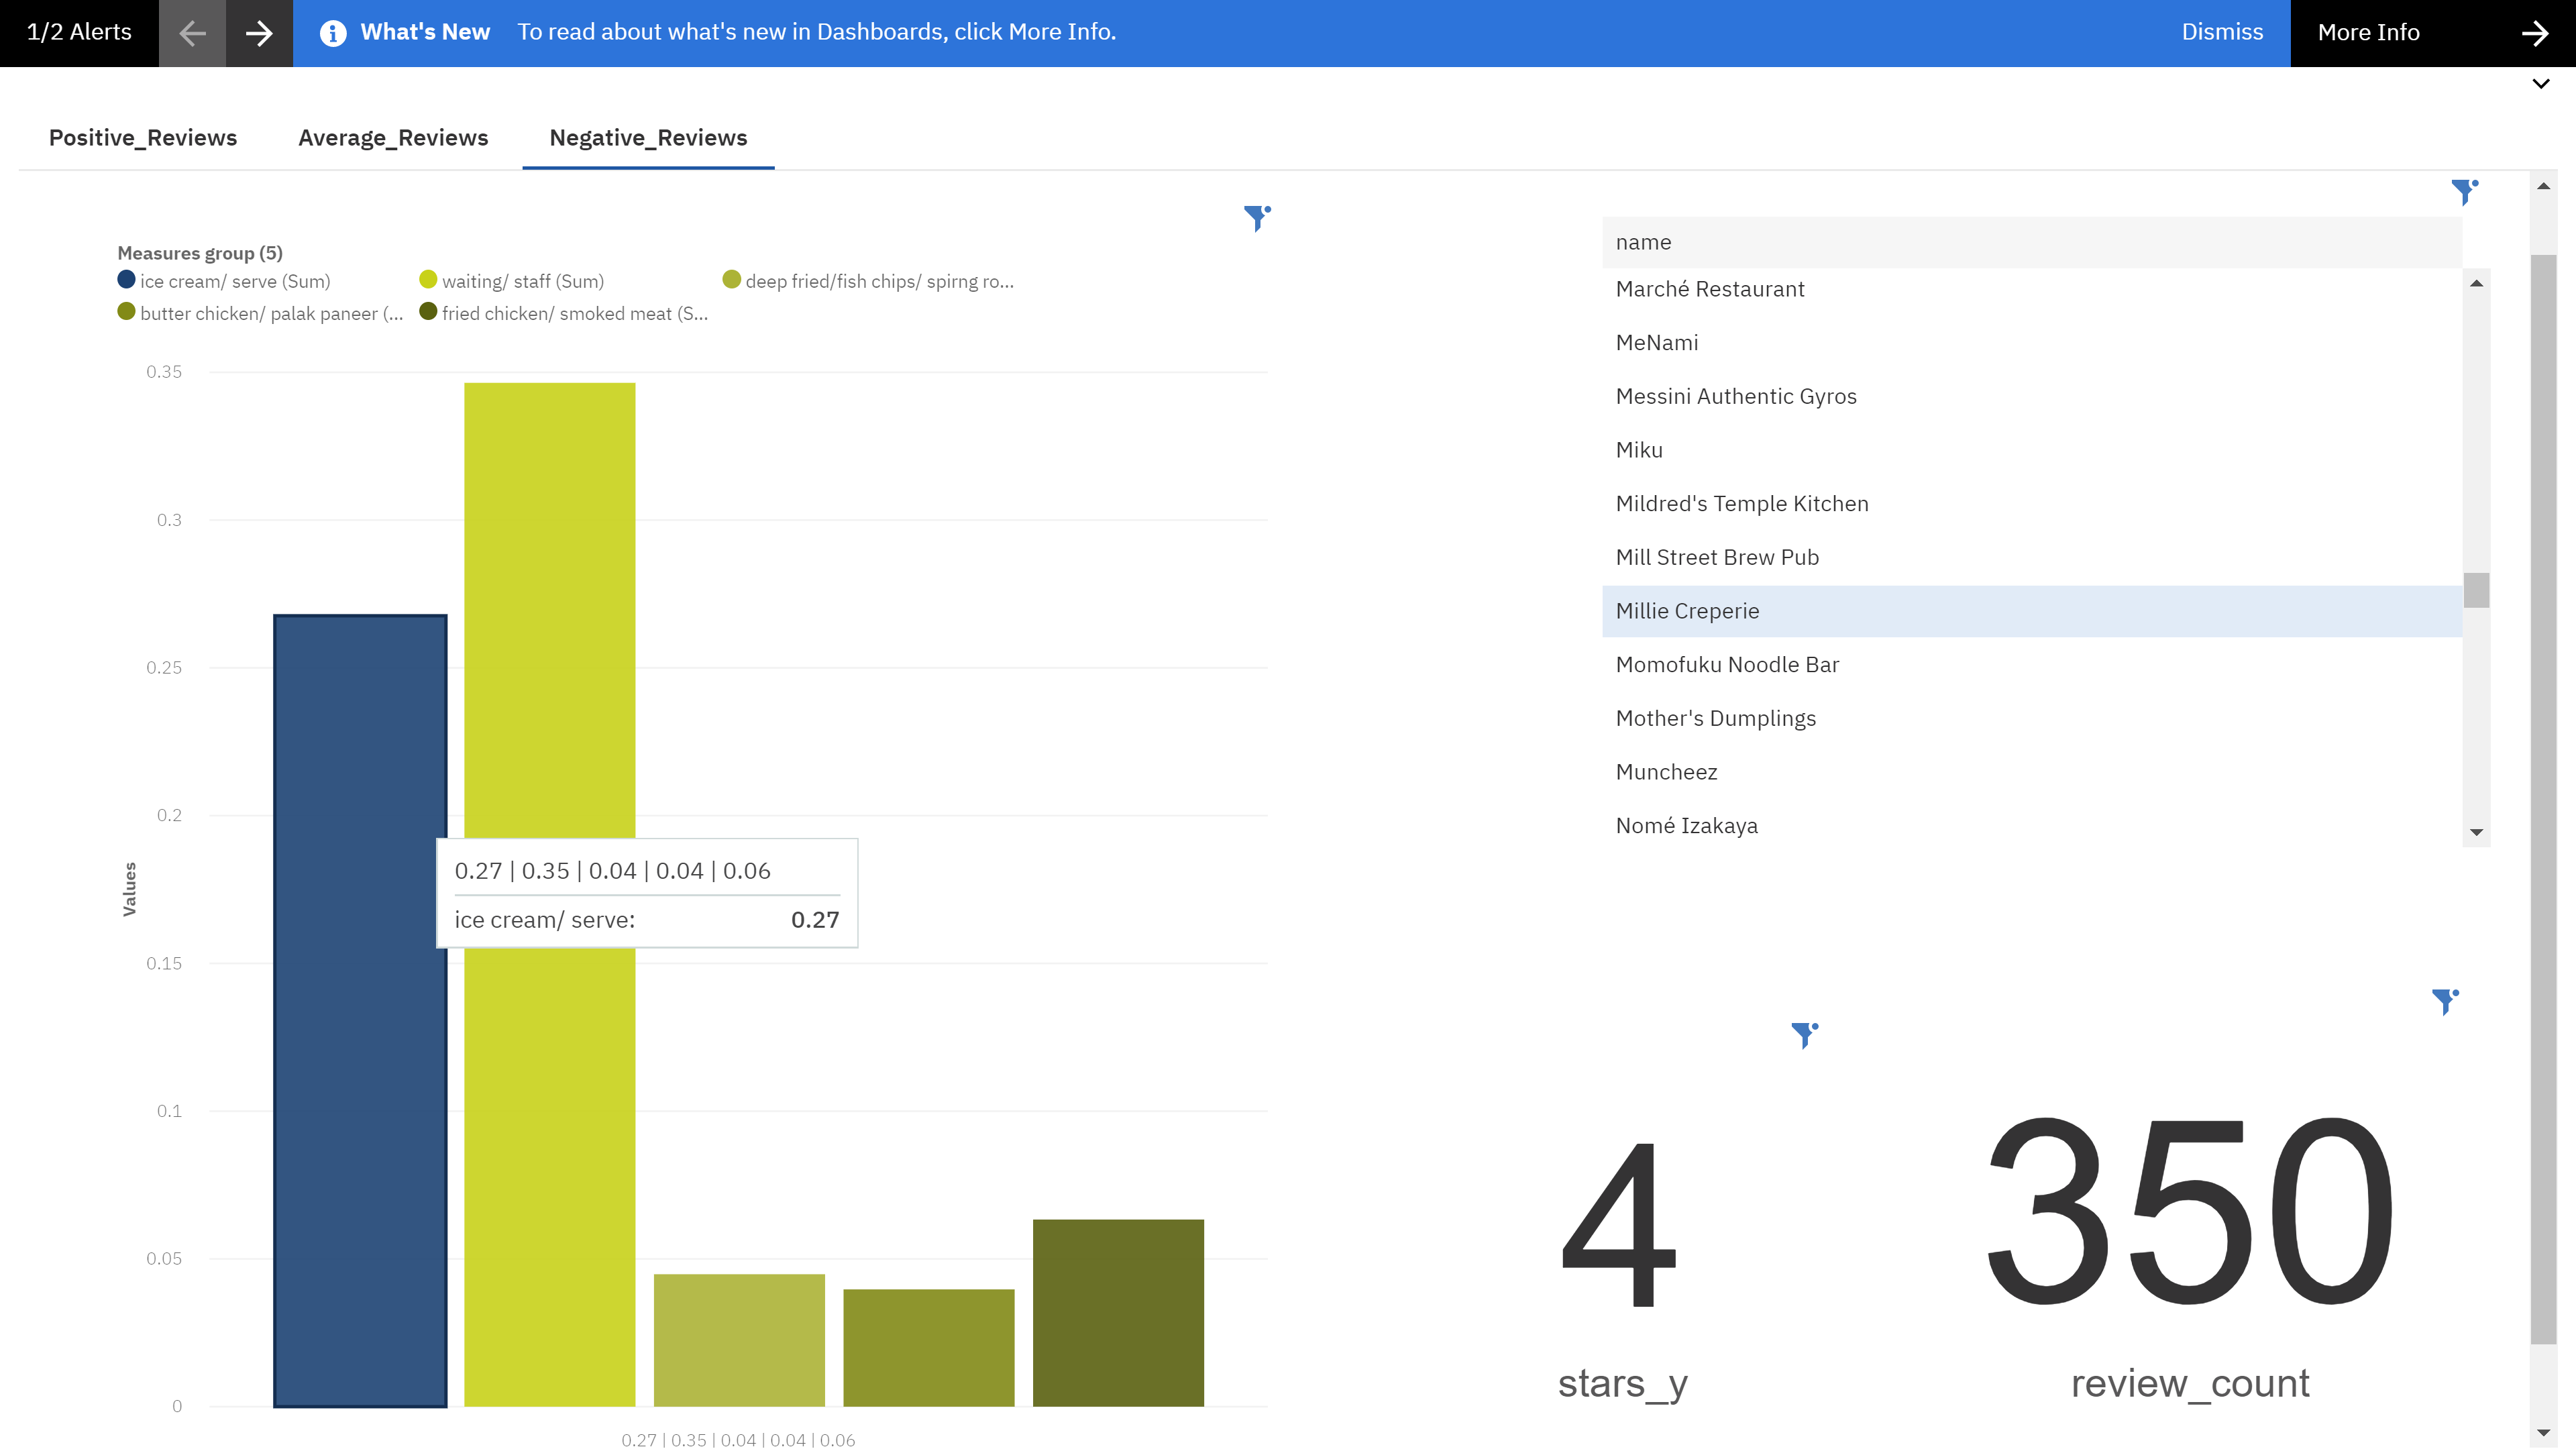 1/2 Alerts
What's New To read about what's new in Dashboards, click More Info.
Dismiss
More Info
Positive_Reviews
Average_Reviews
Negative_Reviews
Measures group (5)
ice cream/ serve (Sum)
waiting/ staff (Sum)
deep fried/fish chips/ spirng ro...
butter chicken/ palak paneer (...
fried chicken/ smoked meat (S...
0.35
0.3
0.25
0.2
0.15
0.1
0.05
0
Values
0.27 | 0.35 | 0.04 | 0.04 | 0.06
ice cream/ serve: 0.27
0.27 | 0.35 | 0.04 | 0.04 | 0.06
name
Marché Restaurant
MeNami
Messini Authentic Gyros
Miku
Mildred's Temple Kitchen
Mill Street Brew Pub
Millie Creperie
Momofuku Noodle Bar
Mother's Dumplings
Muncheez
Nomé Izakaya
4
stars_y
350
review_count